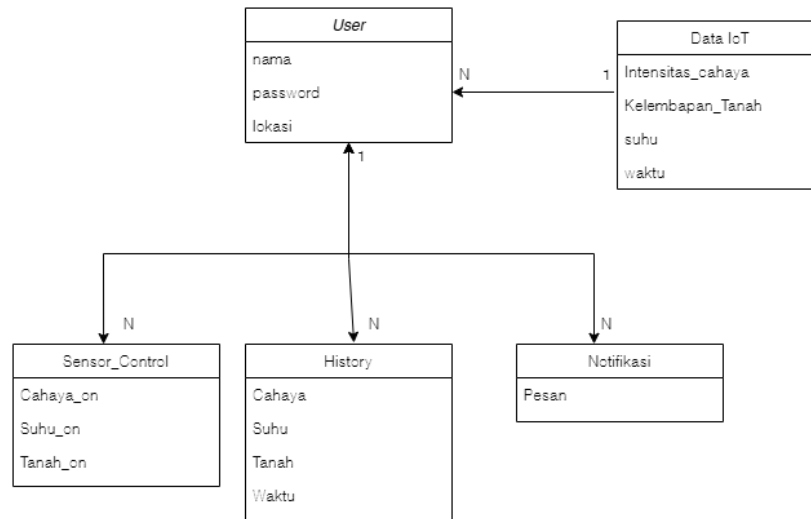 User
nama
password
lokasi
Data IoT
Intensitas_cahaya
Kelembapan_Tanah
suhu
waktu
N
1
1
N
N
N
Sensor_Control
Cahaya_on
Suhu_on
Tanah_on
History
Cahaya
Suhu
Tanah
Waktu
Notifikasi
Pesan